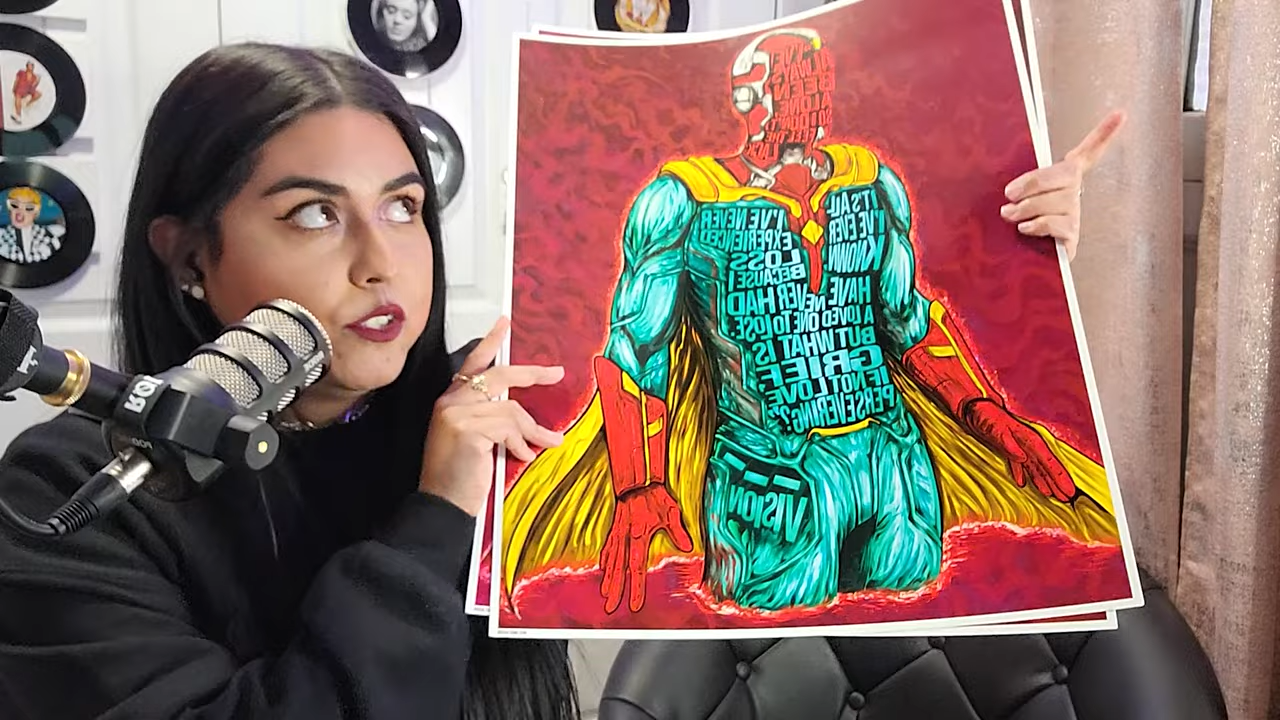 I'VE
ALWAYS
BEEN
ALONE
SO I DON'T
FEEL THE
LACK
IT'S ALL
I'VE EVER
KNOWN
I'VE NEVER
EXPERIENCED
LOSS
BECAUSE I
HAVE NEVER HAD
A LOVED ONE TO LOSE
BUT WHAT IS
GRIEF
IF NOT LOVE
PERSEVERING?"
VISION